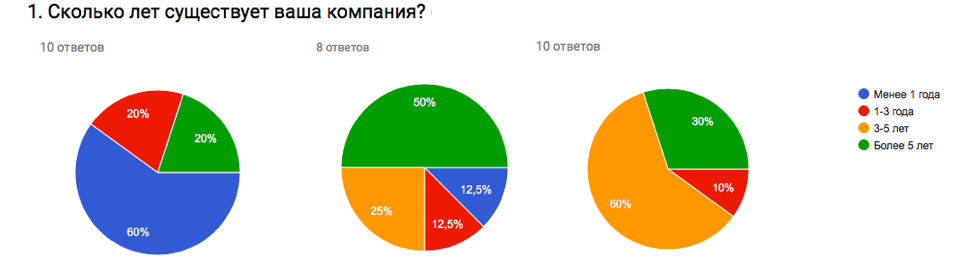 1. Сколько лет существует ваша компания?
10 ответов
8 ответов
10 ответов
20%
20%
60%
50%
12,5%
25%
12,5%
30%
10%
60%
Менее 1 года
1-3 года
3-5 лет
Более 5 лет